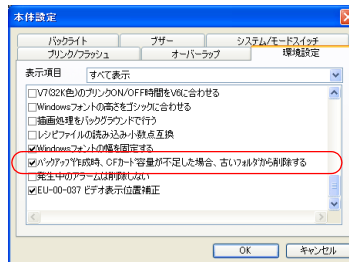 本体設定
バックライト ブザー システム/モードスイッチ
ブリンク/フラッシュ オーバーラップ 環境設定
表示項目 すべて表示
V7(32K色)のブリンクON/OFF時間をV6に合わせる
Windowsフォントの高さをゴシックに合わせる
描画処理をバックグラウンドで行う
レシピファイルの読み込み小数点互換
Windowsフォントの幅を固定する
バックアップ作成時、CFカード容量が不足した場合、古いフォルダから削除する
発生中のアラームは削除しない
EU-00-037 ビデオ表示位置補正
OK キャンセル